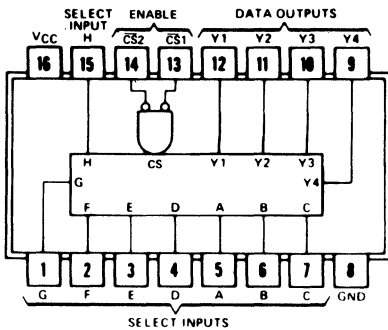 SELECT INPUT ENABLE DATA OUTPUTS
VCC H CS2 CS1 Y1 Y2 Y3 Y4
16 15 14 13 12 11 10 9
H CS Y1 Y2 Y3
G Y4
F E D A B C
1 2 3 4 5 6 7 8
G F E D A B C GND
SELECT INPUTS